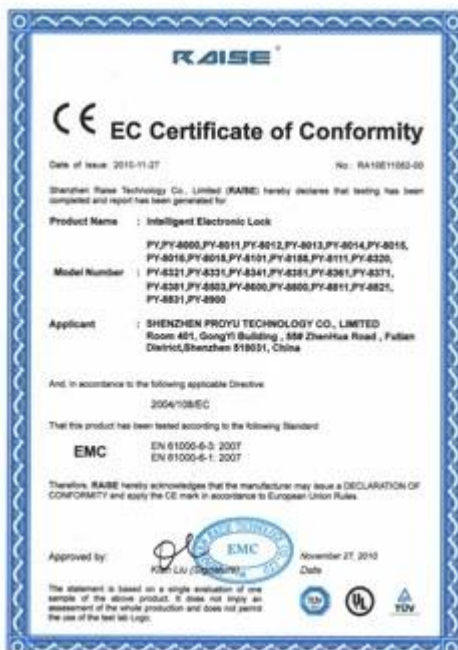 RAISE
CE EC Certificate of Conformity
Date of Issue: 2010-11-27 No.: RA10E11052-00
Shenzhen Raise Technology Co., Limited (RAISE) hereby declares that testing has been
completed and report has been generated for
Product Name : Intelligent Electronic Lock
PY,PY-8000,PY-8011,PY-8012,PY-8013,PY-8014,PY-8015,
PY-8016,PY-8018,PY-8101,PY-8188,PY-8111,PY-8320,
Model Number : PY-8321,PY-8331,PY-8341,PY-8351,PY-8361,PY-8371,
PY-8381,PY-8503,PY-8600,PY-8800,PY-8811,PY-8821,
PY-8831,PY-8900
Applicant : SHENZHEN PROYU TECHNOLOGY CO., LIMITED
Room 401, GongYi Building , 55# ZhenHua Road , Futian
District,Shenzhen 518031, China
And, in accordance to the following applicable Directive
2004/108/EC
That this product has been tested according to the following Standard
EN 61000-6-3: 2007
EMC
EN 61000-6-1: 2007
Therefore, RAISE hereby acknowledges that the manufacturer may issue a DECLARATION OF
CONFORMITY and apply the CE mark in accordance to European Union Rules.
EMC
Approved by: November 27, 2010
Liu (Signature) Date
The statement is based on a single evaluation of one
sample of the above product. It does not imply an
assessment of the whole production and does not permit
the use of the test lab Logo.
UL
TÜV